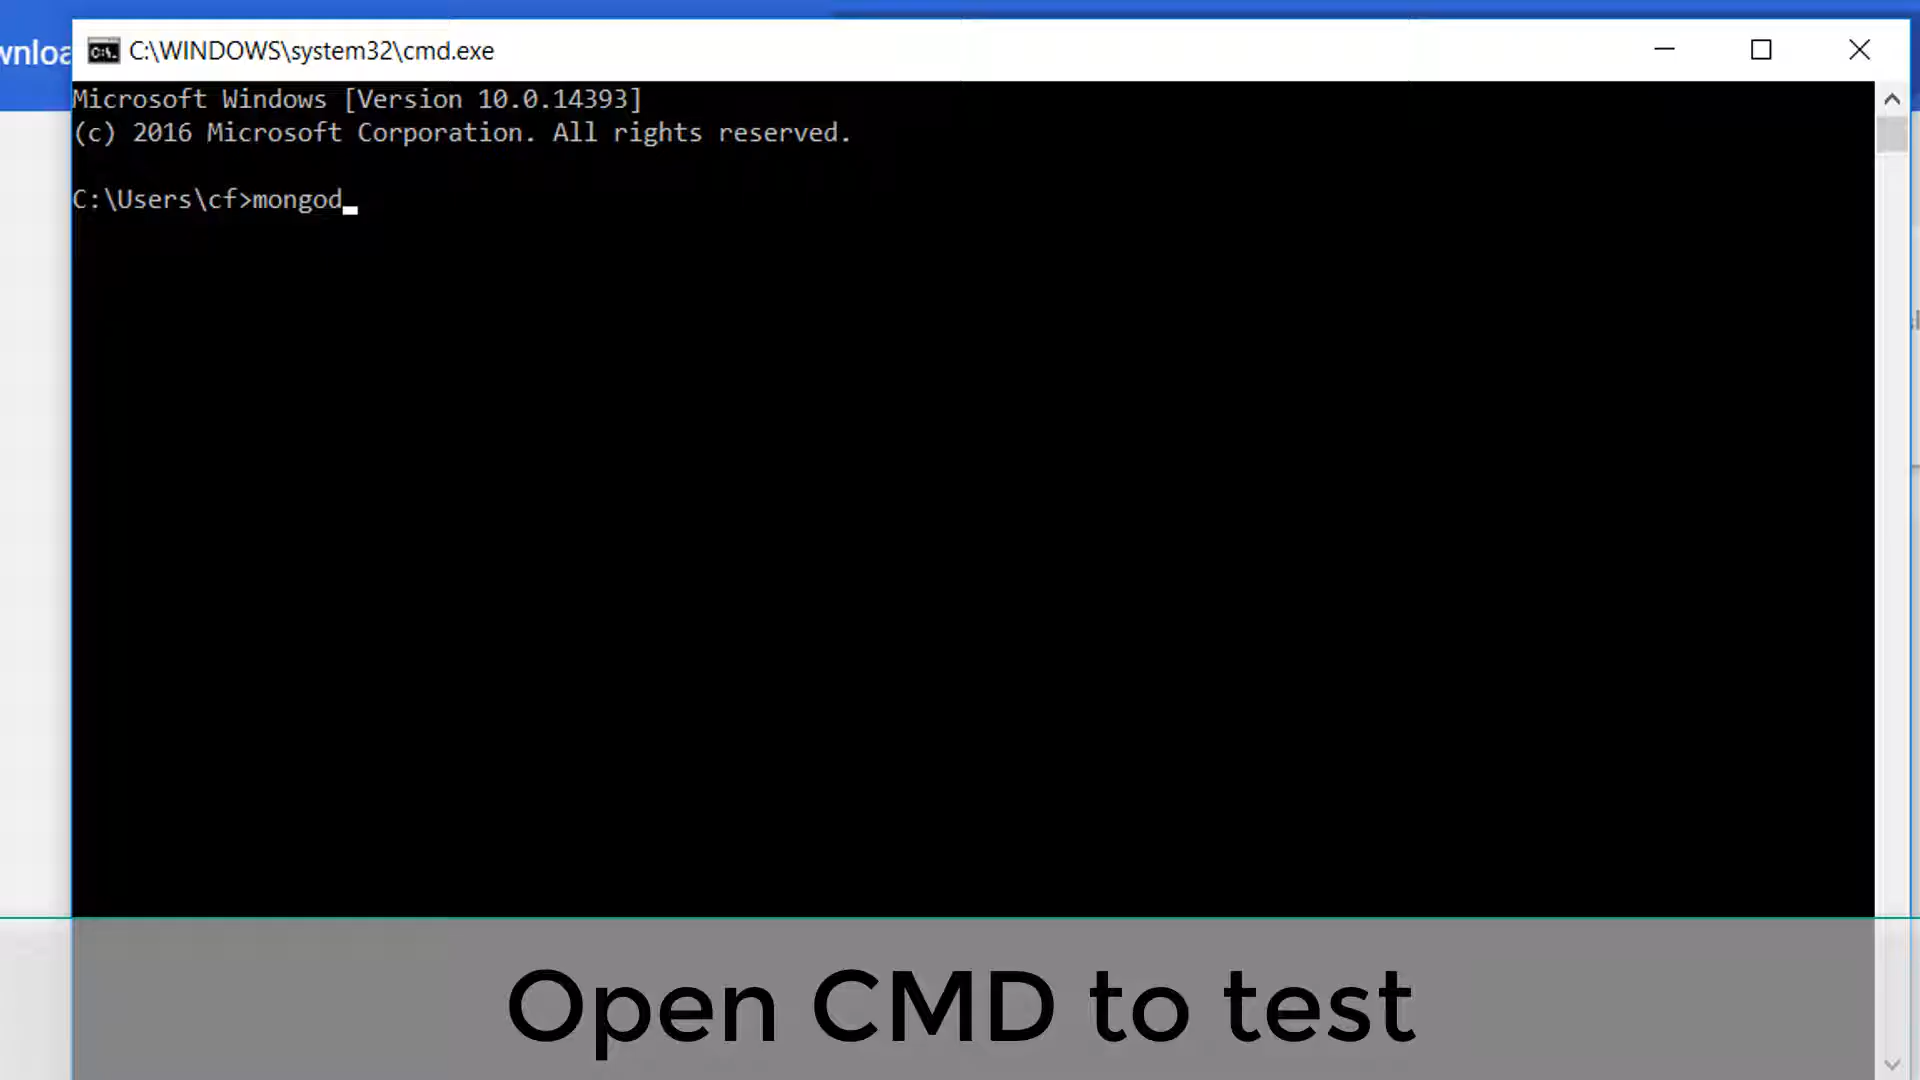 wnloa
C:\WINDOWS\system32\cmd.exe
Microsoft Windows [Version 10.0.14393]
(c) 2016 Microsoft Corporation. All rights reserved.
C:\Users\cf>mongod
Open CMD to test